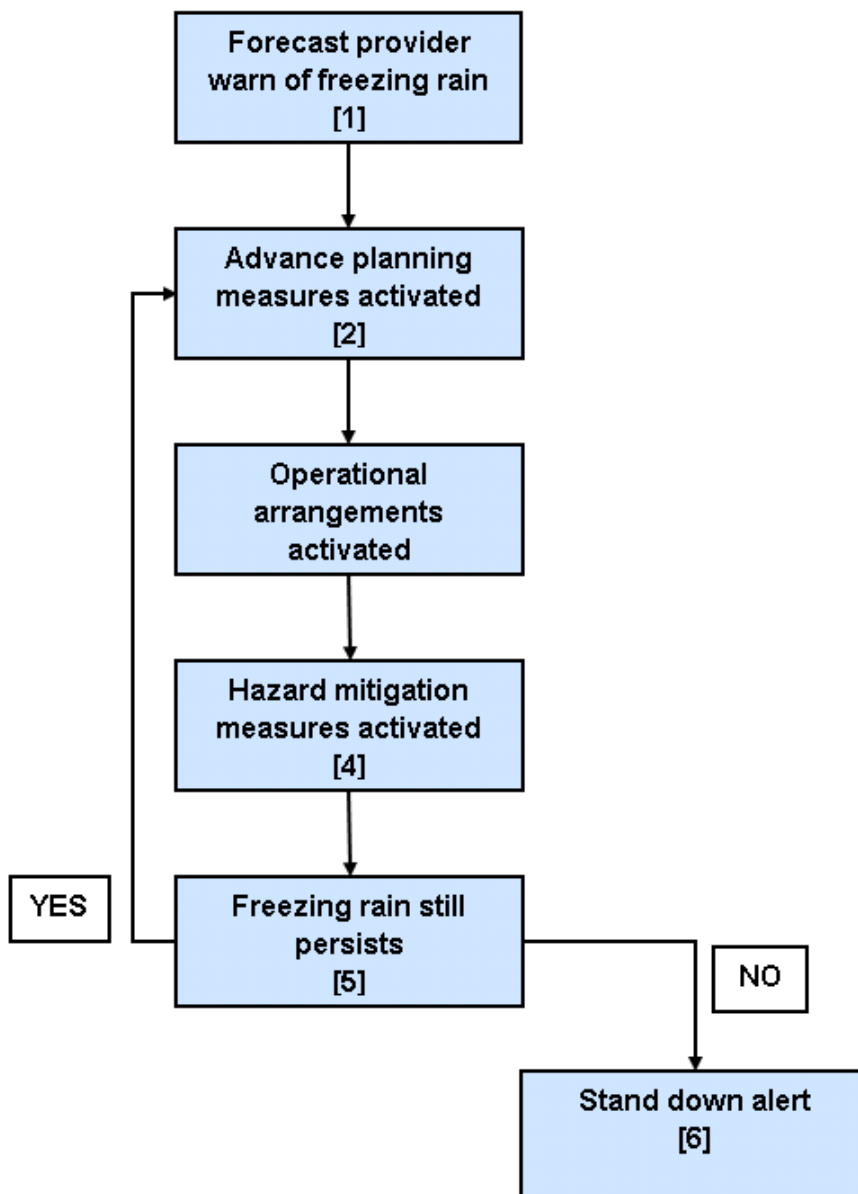 Forecast provider
warn of freezing rain
[1]
Advance planning
measures activated
[2]
Operational
arrangements
activated
Hazard mitigation
measures activated
[4]
YES
Freezing rain still
persists
[5]
NO
Stand down alert
[6]